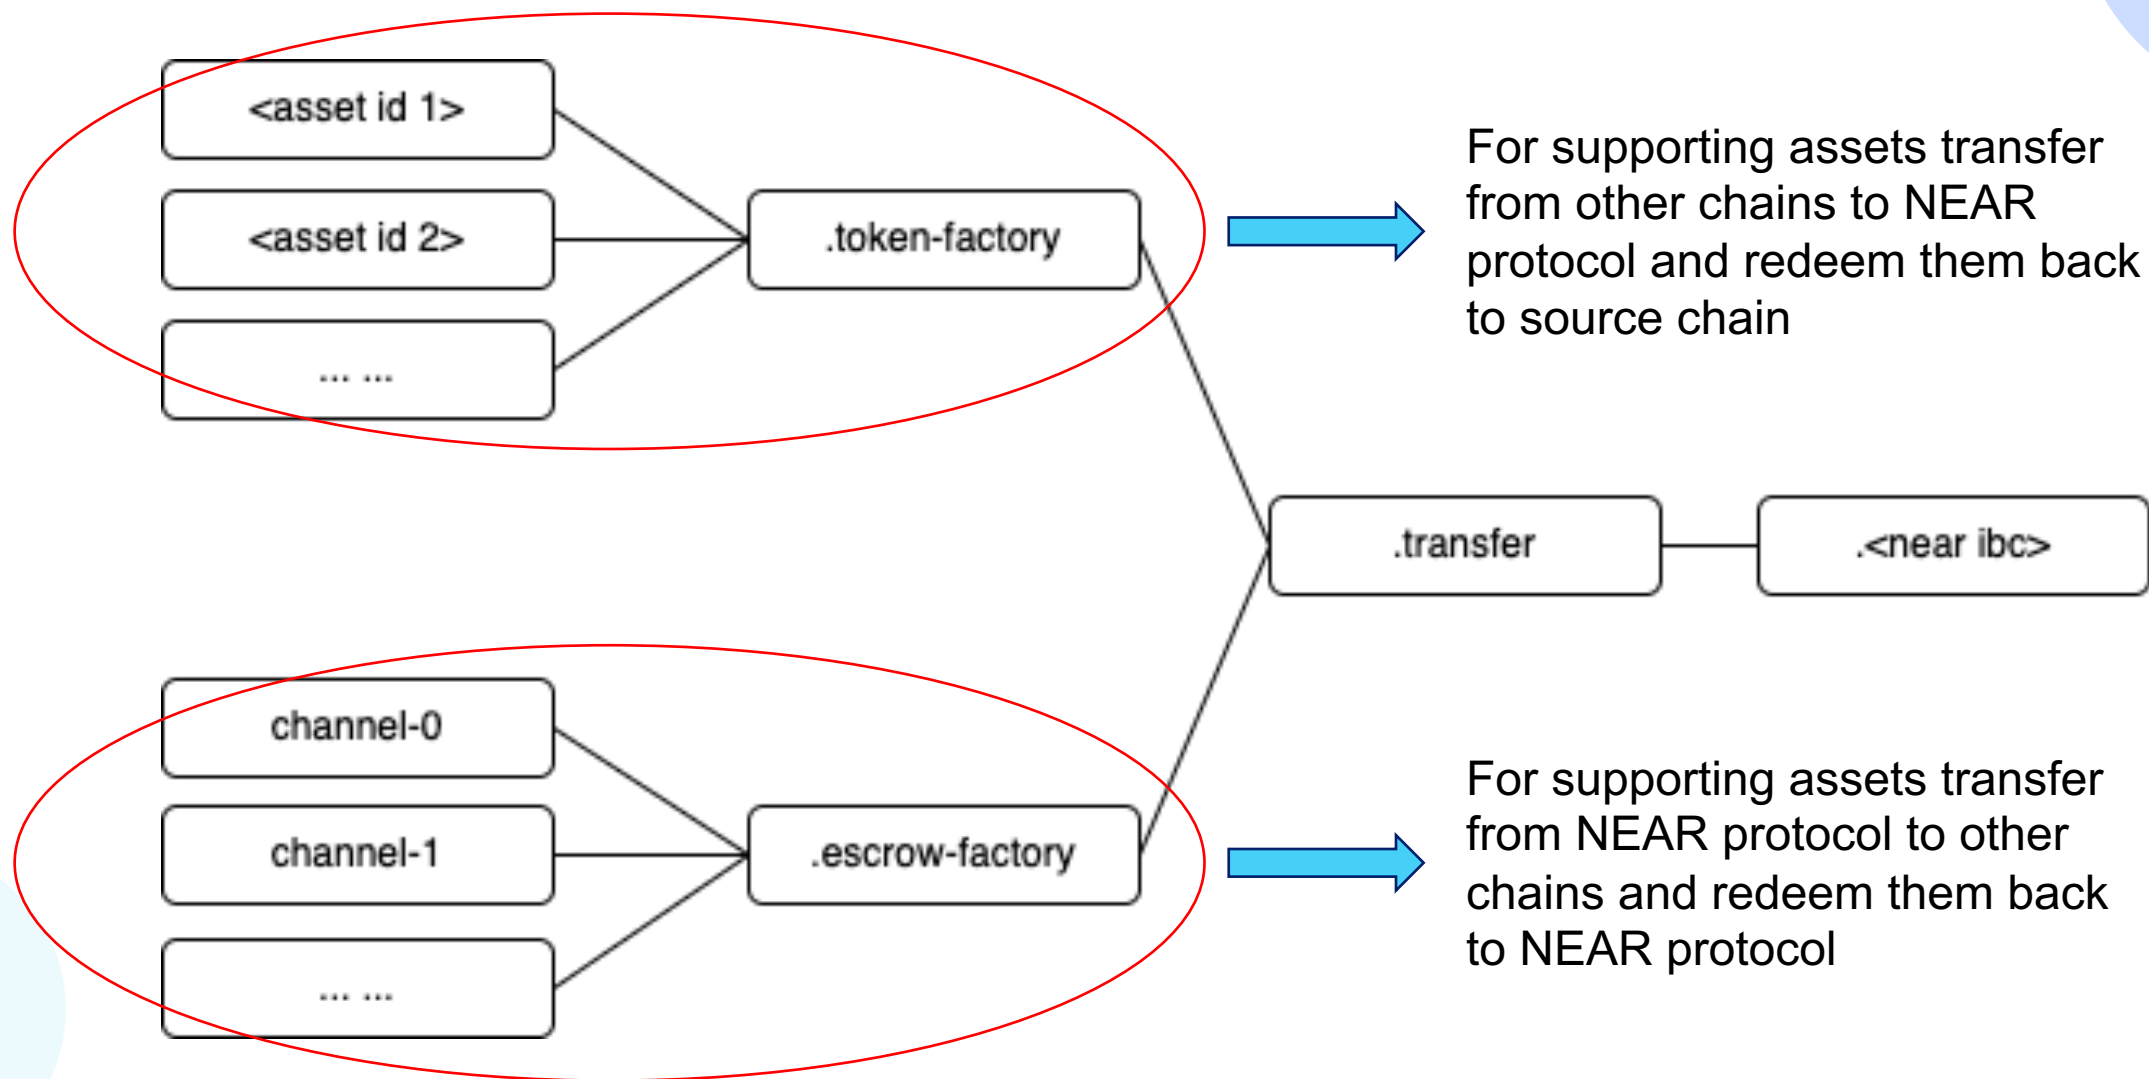 <asset id 1>
<asset id 2>
... ...
.token-factory
For supporting assets transfer
from other chains to NEAR
protocol and redeem them back
to source chain
.transfer
.<near ibc>
channel-0
channel-1
... ...
.escrow-factory
For supporting assets transfer
from NEAR protocol to other
chains and redeem them back
to NEAR protocol